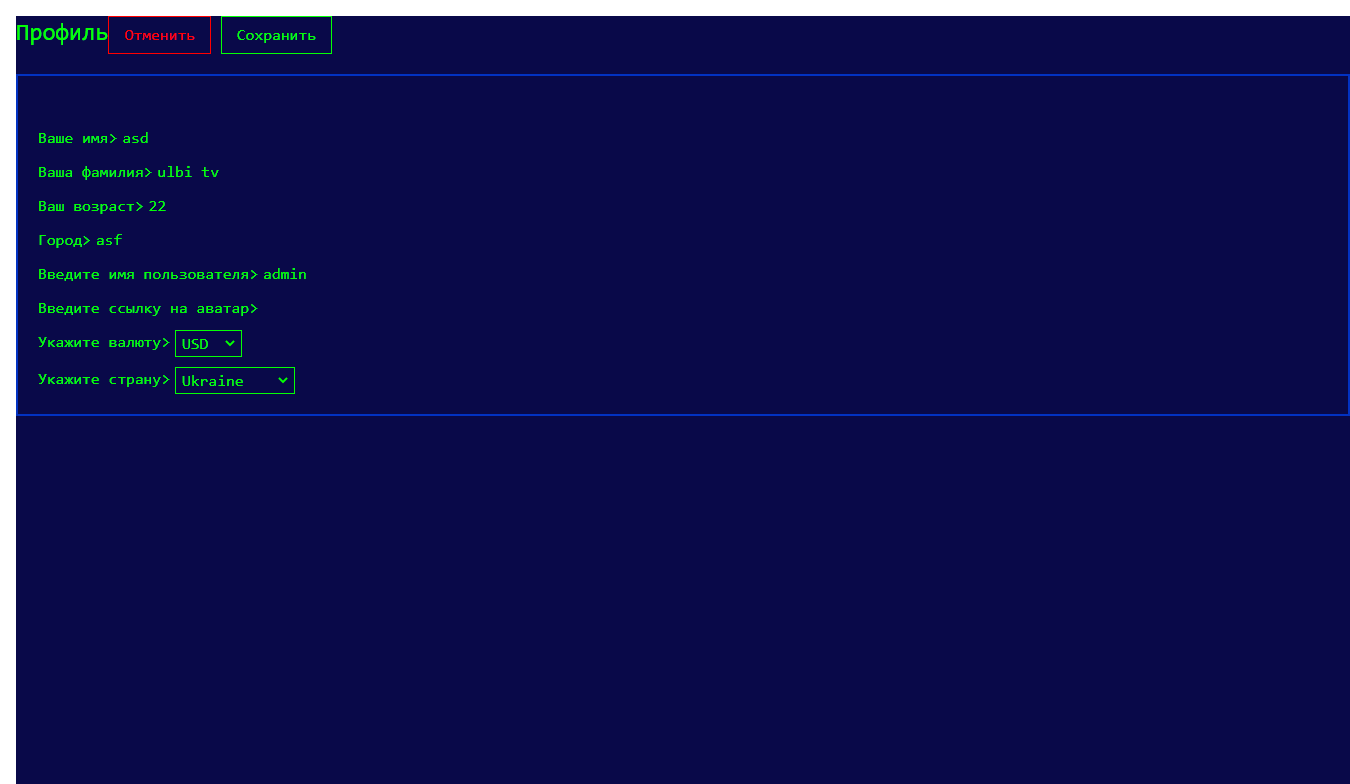 Профиль Отменить Сохранить
Ваше имя> asd
Ваша фамилия> ulbi tv
Ваш возраст> 22
Город> asf
Введите имя пользователя> admin
Введите ссылку на аватар>
Укажите валюту> USD
Укажите страну> Ukraine